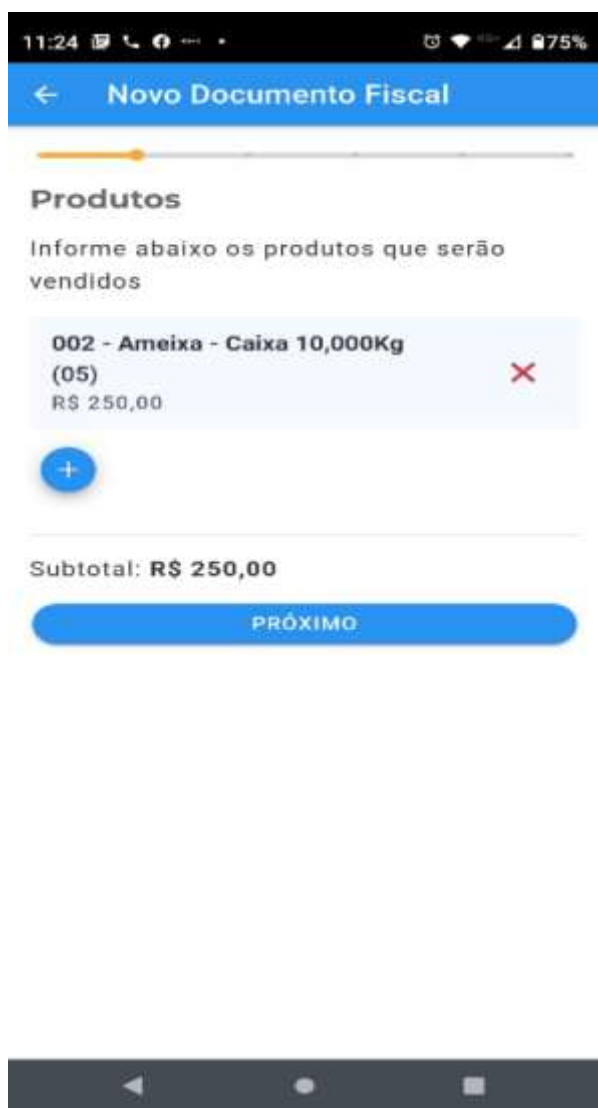 11:24 75%
Novo Documento Fiscal
Produtos
Informe abaixo os produtos que serão
vendidos
002 - Ameixa - Caixa 10,000Kg
(05)
R$ 250,00
Subtotal: R$ 250,00
PRÓXIMO